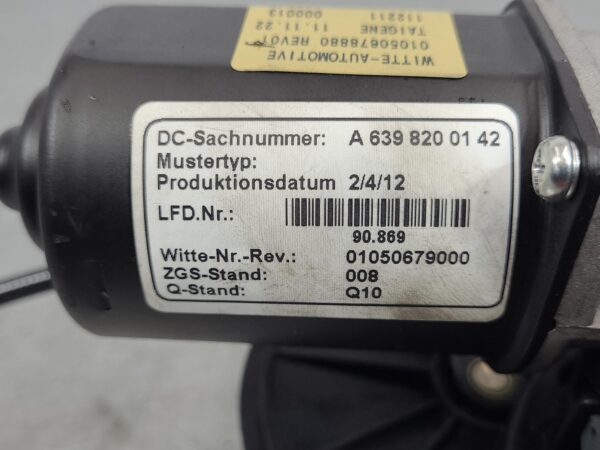 WITTE-AUTOMOTIVE
01050678880 REV07
TAIGENE 11.11.22
000013 112211
DC-Sachnummer: A 639 820 01 42
Mustertyp:
Produktionsdatum 2/4/12
LFD.Nr.:
90.869
Witte-Nr.-Rev.: 01050679000
ZGS-Stand: 008
Q-Stand: Q10